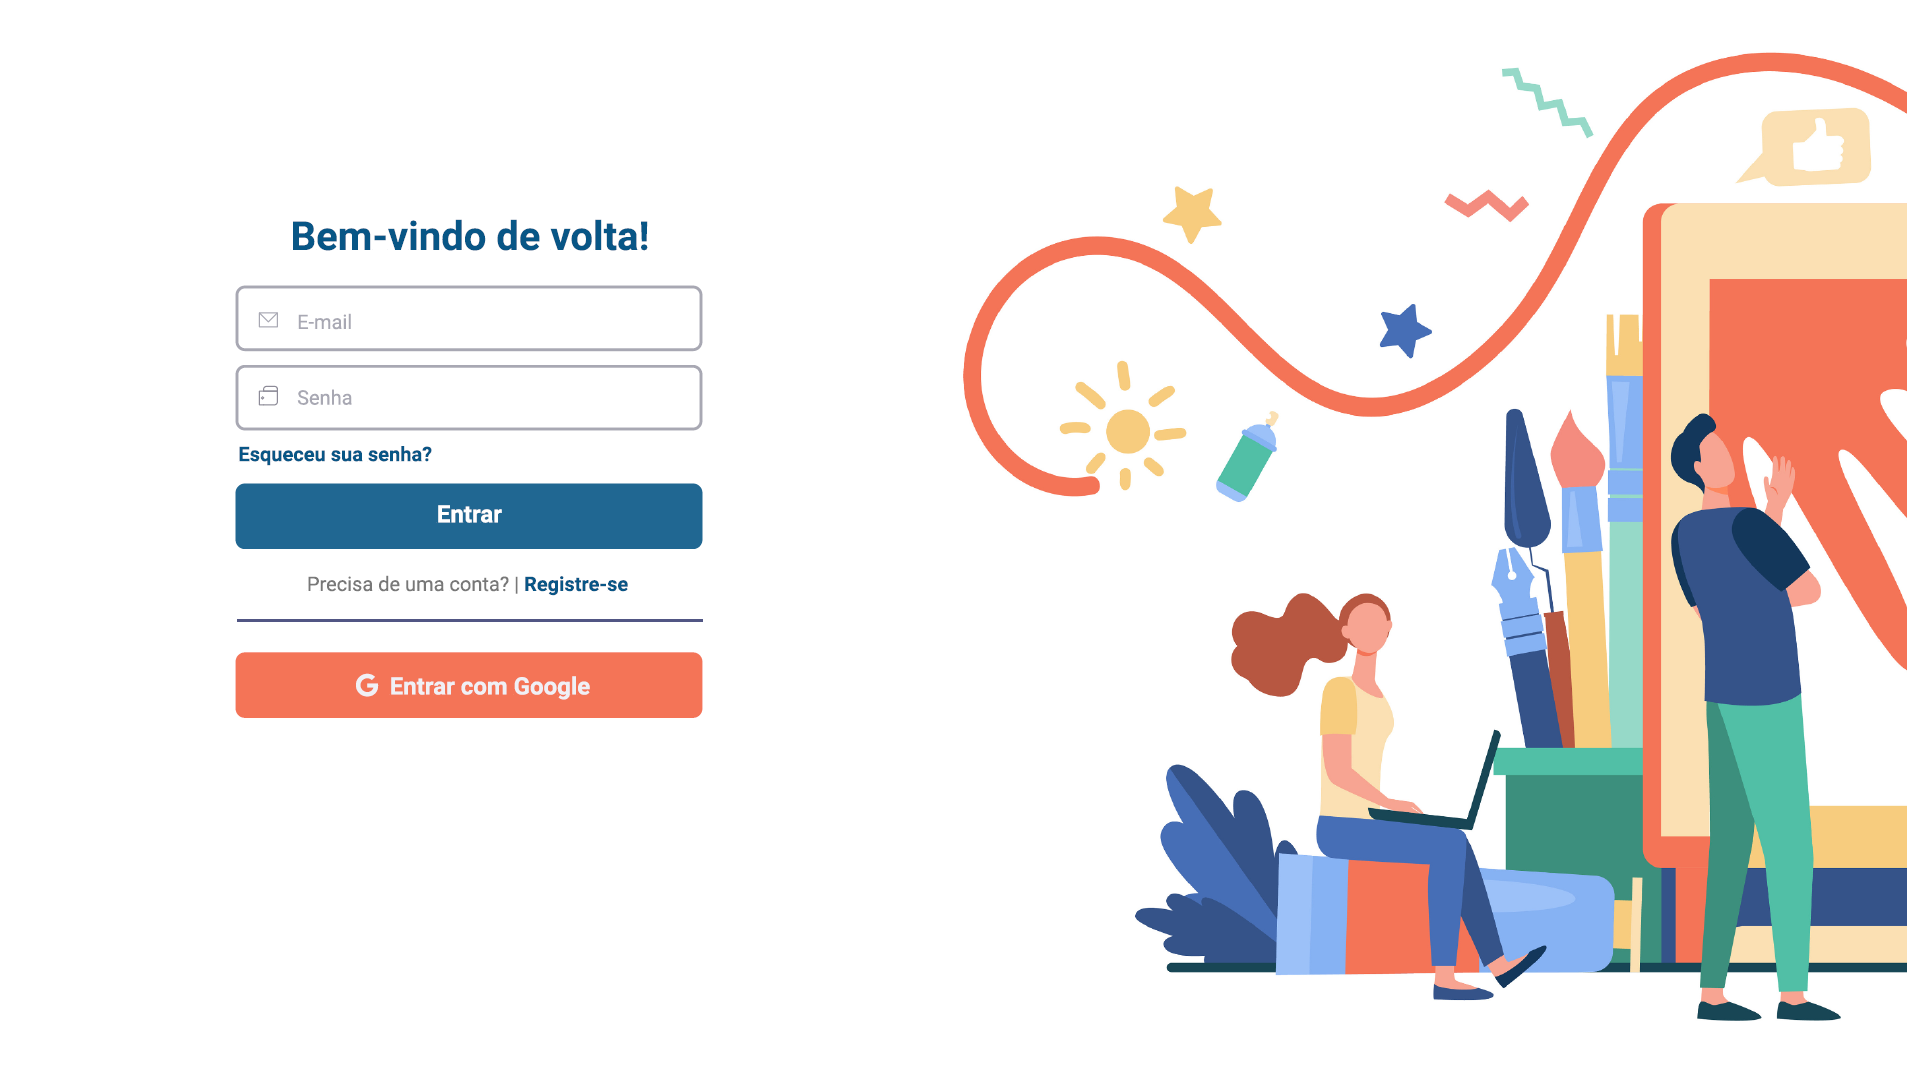 Bem-vindo de volta!
E-mail
Senha
Esqueceu sua senha?
Entrar
Precisa de uma conta? | Registre-se
Entrar com Google